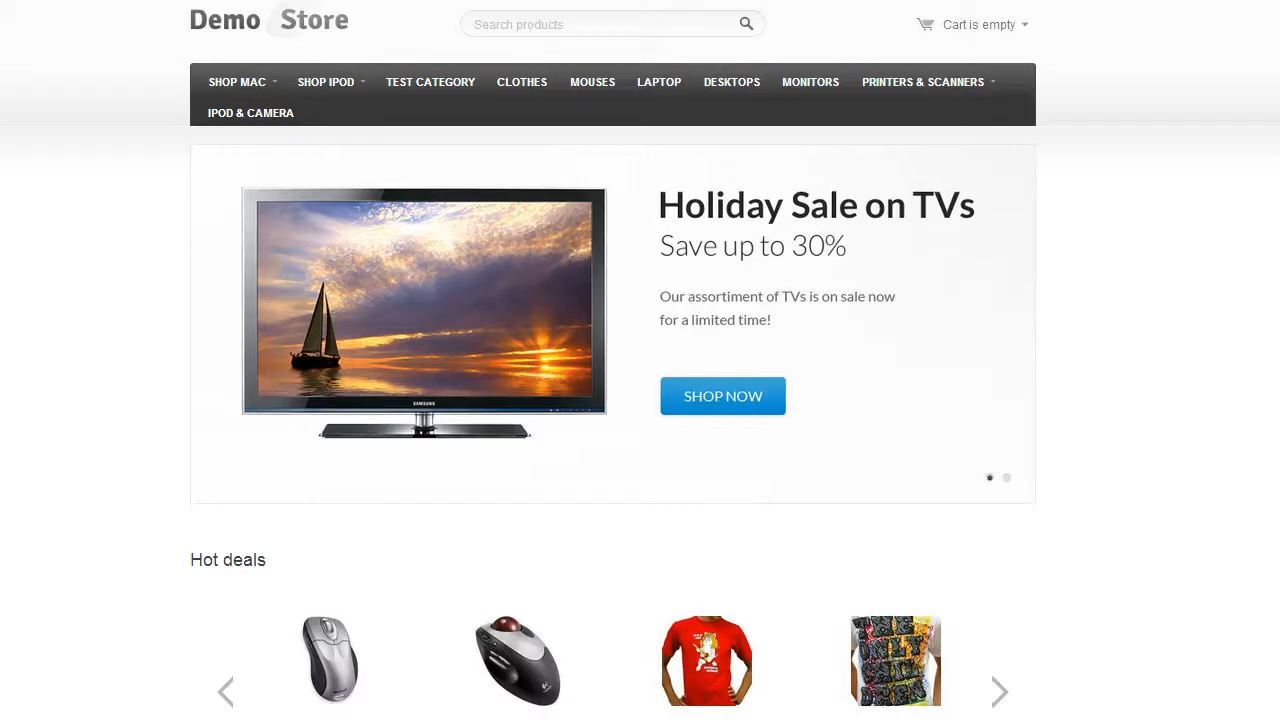 Demo Store
Search products
Cart is empty
SHOP MAC SHOP IPOD TEST CATEGORY CLOTHES MOUSES LAPTOP DESKTOPS MONITORS PRINTERS & SCANNERS
IPOD & CAMERA
Holiday Sale on TVs
Save up to 30%
Our assortment of TVs is on sale now
for a limited time!
SHOP NOW
SAMSUNG
Hot deals